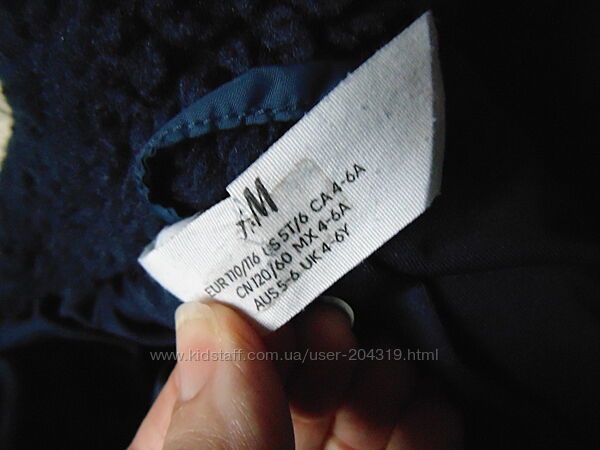 H&M
EUR 110/116 US 5T/6 CA 4-6A
CN 120/60 MX 4-6A
AUS 5-6 UK 4-6Y
www.kidstaff.com.ua/user-204319.html